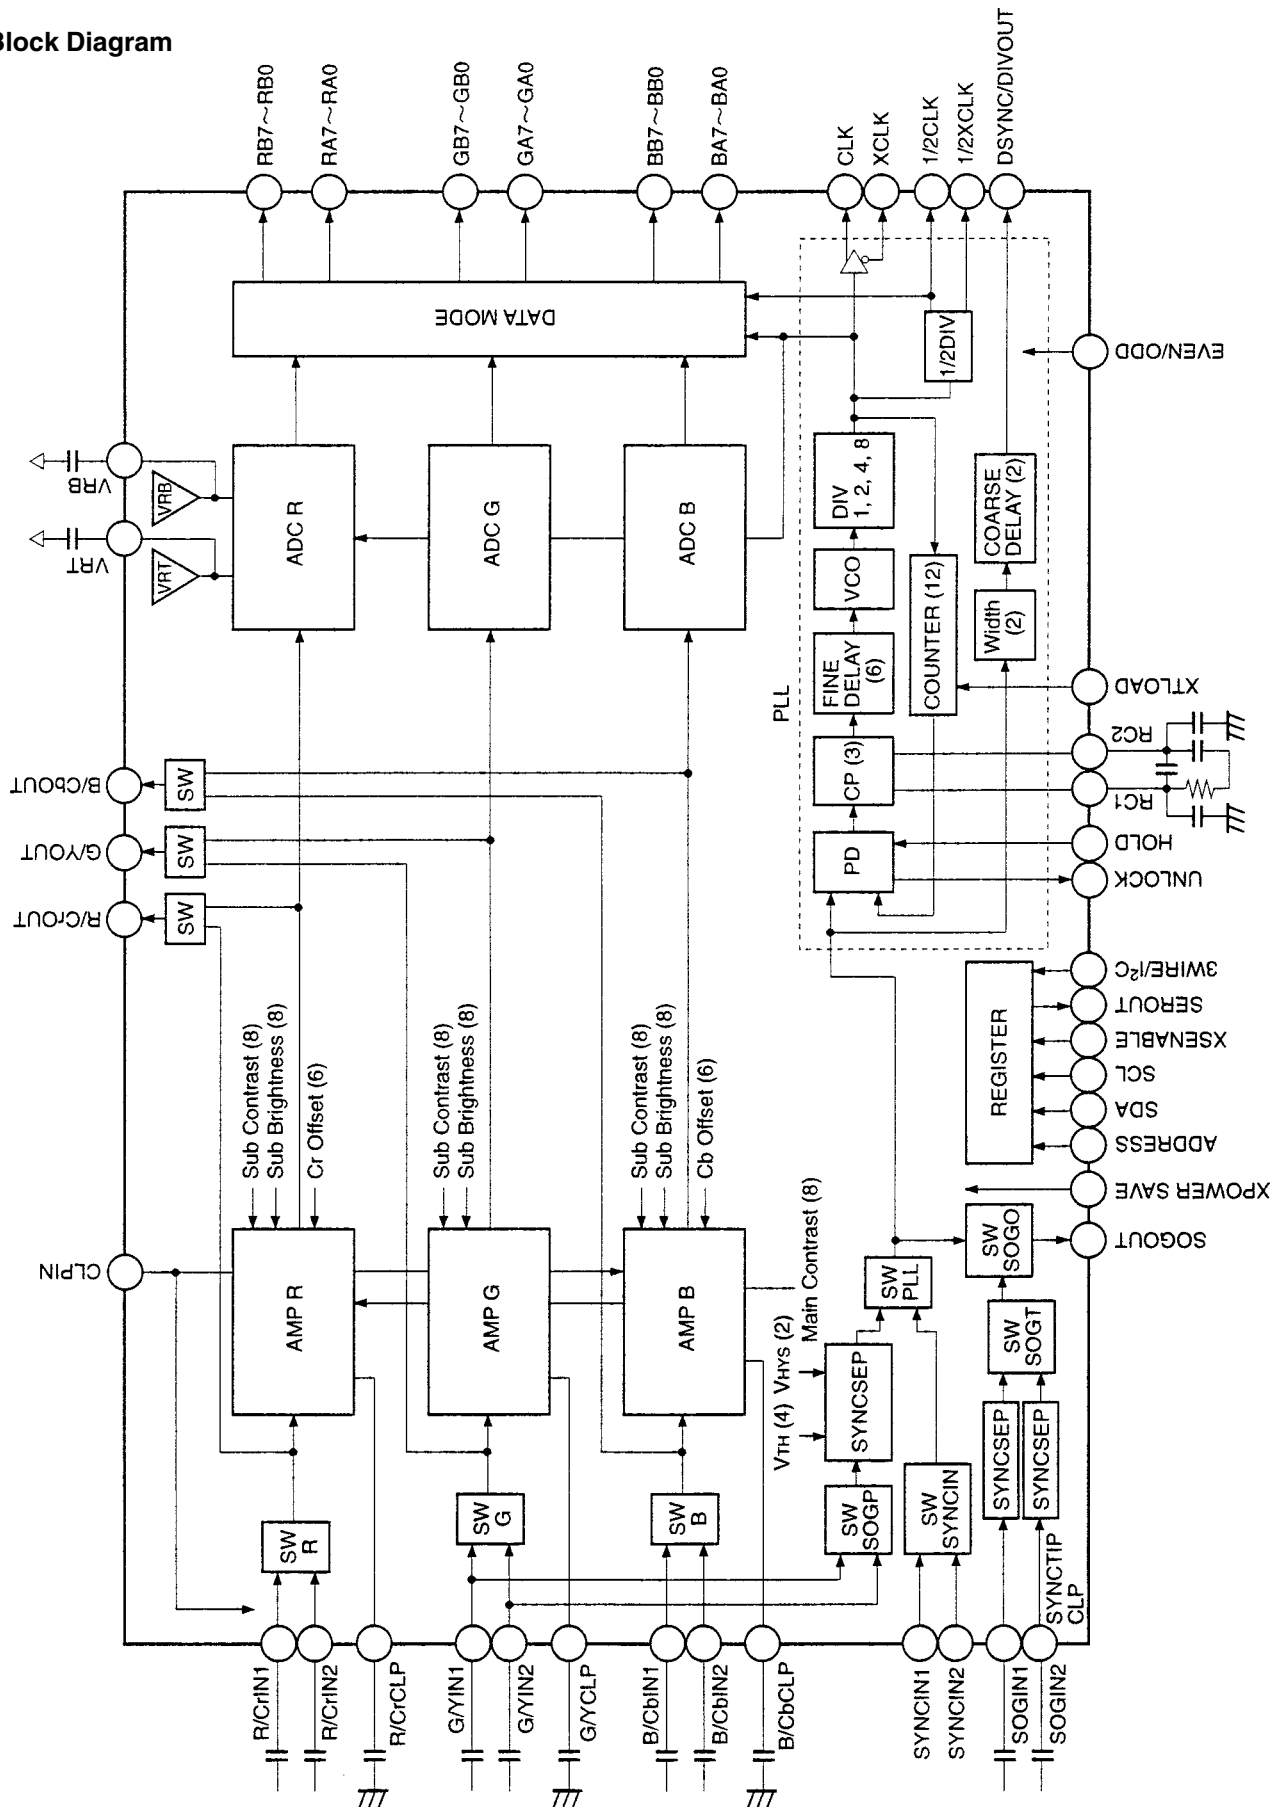 Block Diagram
RB7~RB0
RA7~RA0
GB7~GB0
GA7~GA0
BB7~BB0
BA7~BA0
CLK
XCLK
1/2CLK
1/2XCLK
DSYNC/DIVOUT
DATA MODE
1/2DIV
EVEN/ODD
VRB
VRT
VRB
VRT
ADC R
ADC G
ADC B
DIV
1, 2, 4, 8
VCO
FINE
DELAY
(6)
CP (3)
PD
COUNTER (12)
COARSE
DELAY (2)
Width
(2)
PLL
XTLOAD
RC2
RC1
HOLD
UNLOCK
B/CbOUT
G/YOUT
R/CrOUT
SW
SW
SW
3WIRE/I²C
SEROUT
XSENABLE
SCL
SDA
ADDRESS
XPOWER SAVE
SOGOUT
REGISTER
Sub Contrast (8)
Sub Brightness (8)
Cr Offset (6)
Sub Contrast (8)
Sub Brightness (8)
Sub Contrast (8)
Sub Brightness (8)
Cb Offset (6)
Main Contrast (8)
CLPIN
AMP R
AMP G
AMP B
VTH (4)
VHYS (2)
SYNCSEP
SW
PLL
SW
SOGO
SW
SOGT
SYNCSEP
SYNCSEP
SW
R
SW
G
SW
B
SW
SOGP
SW
SYNCIN
SYNCTIP
CLP
R/CrIN1
R/CrIN2
R/CrCLP
G/YIN1
G/YIN2
G/YCLP
B/CbIN1
B/CbIN2
B/CbCLP
SYNCIN1
SYNCIN2
SOGIN1
SOGIN2